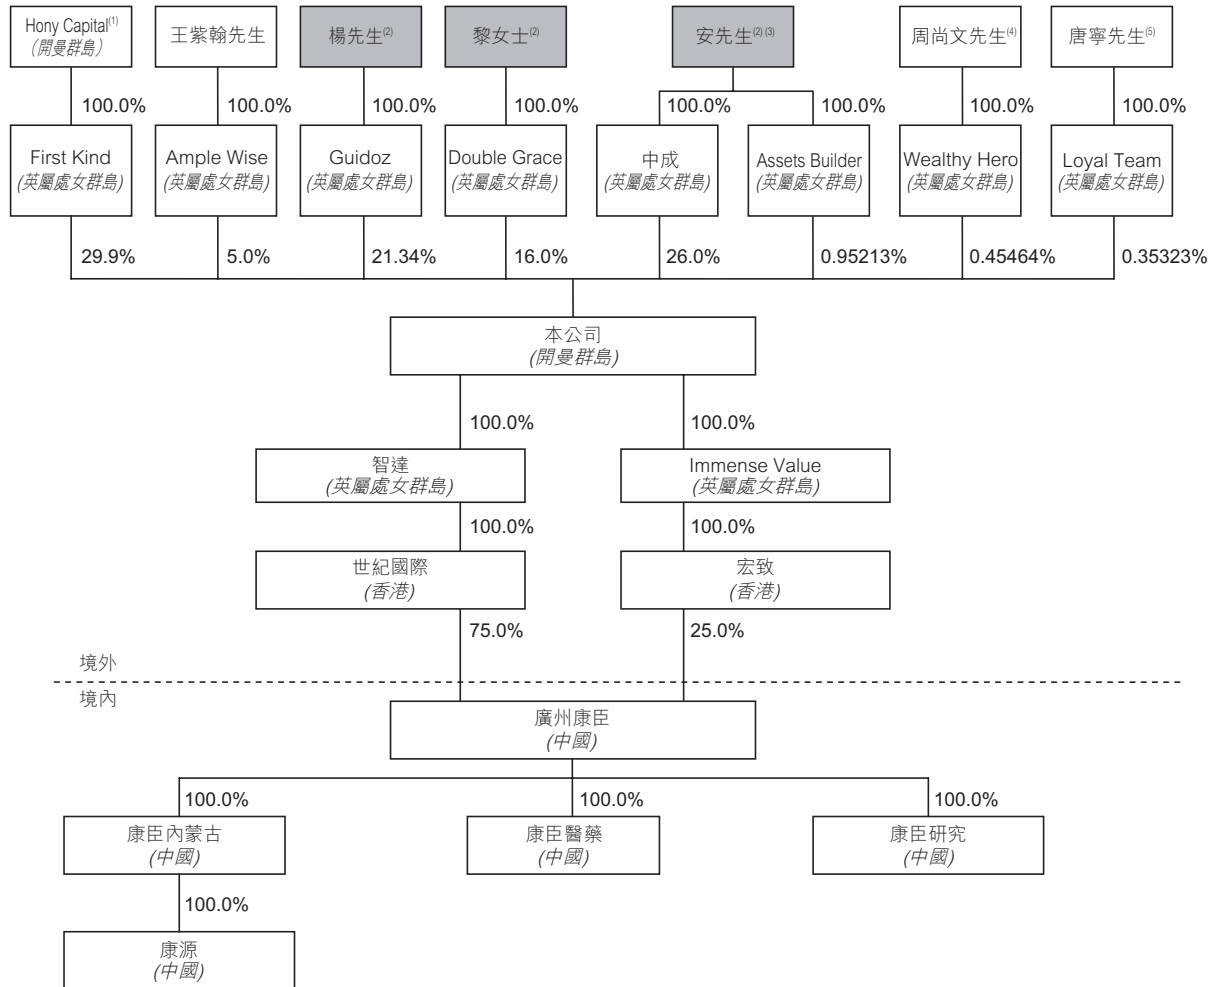 Hony Capital(1)
（開曼群島）
王紫翰先生
楊先生(2)
黎女士(2)
安先生(2) (3)
周尚文先生(4)
唐寧先生(5)
100.0%
100.0%
100.0%
100.0%
100.0%
100.0%
100.0%
100.0%
First Kind
(英屬處女群島)
Ample Wise
(英屬處女群島)
Guidoz
(英屬處女群島)
Double Grace
(英屬處女群島)
中成
(英屬處女群島)
Assets Builder
(英屬處女群島)
Wealthy Hero
(英屬處女群島)
Loyal Team
(英屬處女群島)
29.9%
5.0%
21.34%
16.0%
26.0%
0.95213%
0.45464%
0.35323%
本公司
(開曼群島)
100.0%
100.0%
智達
(英屬處女群島)
Immense Value
(英屬處女群島)
100.0%
100.0%
世紀國際
(香港)
宏致
(香港)
75.0%
25.0%
境外
境內
廣州康臣
(中國)
100.0%
100.0%
100.0%
康臣內蒙古
(中國)
康臣醫藥
(中國)
康臣研究
(中國)
100.0%
康源
(中國)